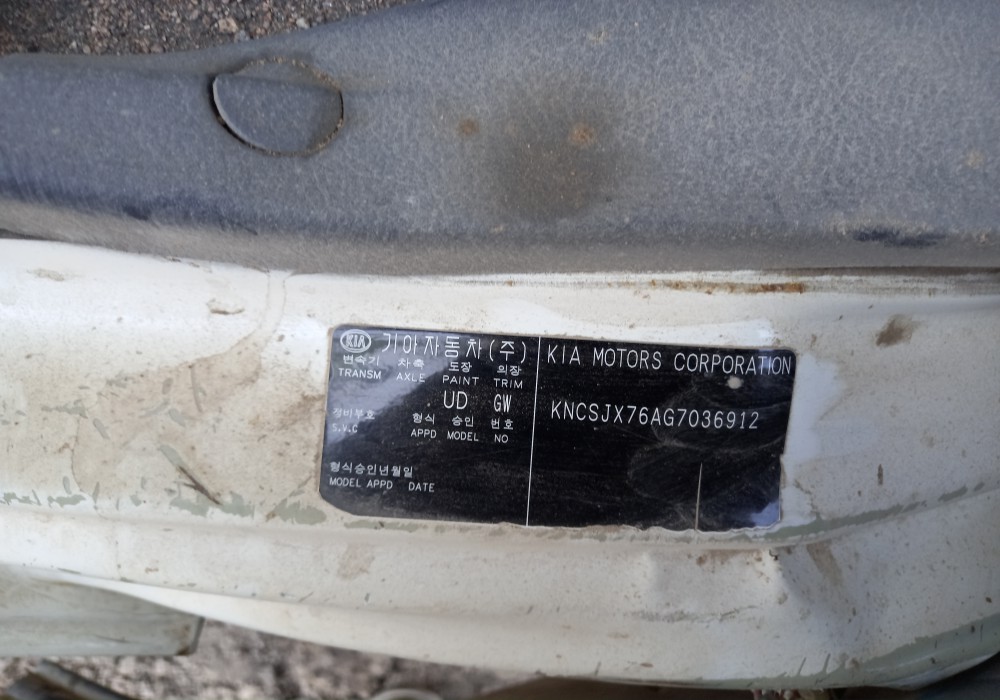 KIA 기아자동차(주)
변속기 차축 도장 의장
TRANSM AXLE PAINT TRIM
UD GW
정비부호 형식 승인 번호
S.V.C APPD MODEL NO
형식승인년월일
MODEL APPD DATE
KIA MOTORS CORPORATION
KNCSJX76AG7036912